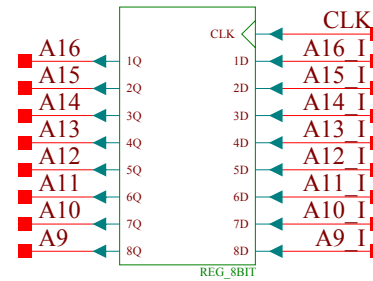 CLK CLK
A16 1Q 1D A16_I
A15 2Q 2D A15_I
A14 3Q 3D A14_I
A13 4Q 4D A13_I
A12 5Q 5D A12_I
A11 6Q 6D A11_I
A10 7Q 7D A10_I
A9 8Q 8D A9_I
REG_8BIT